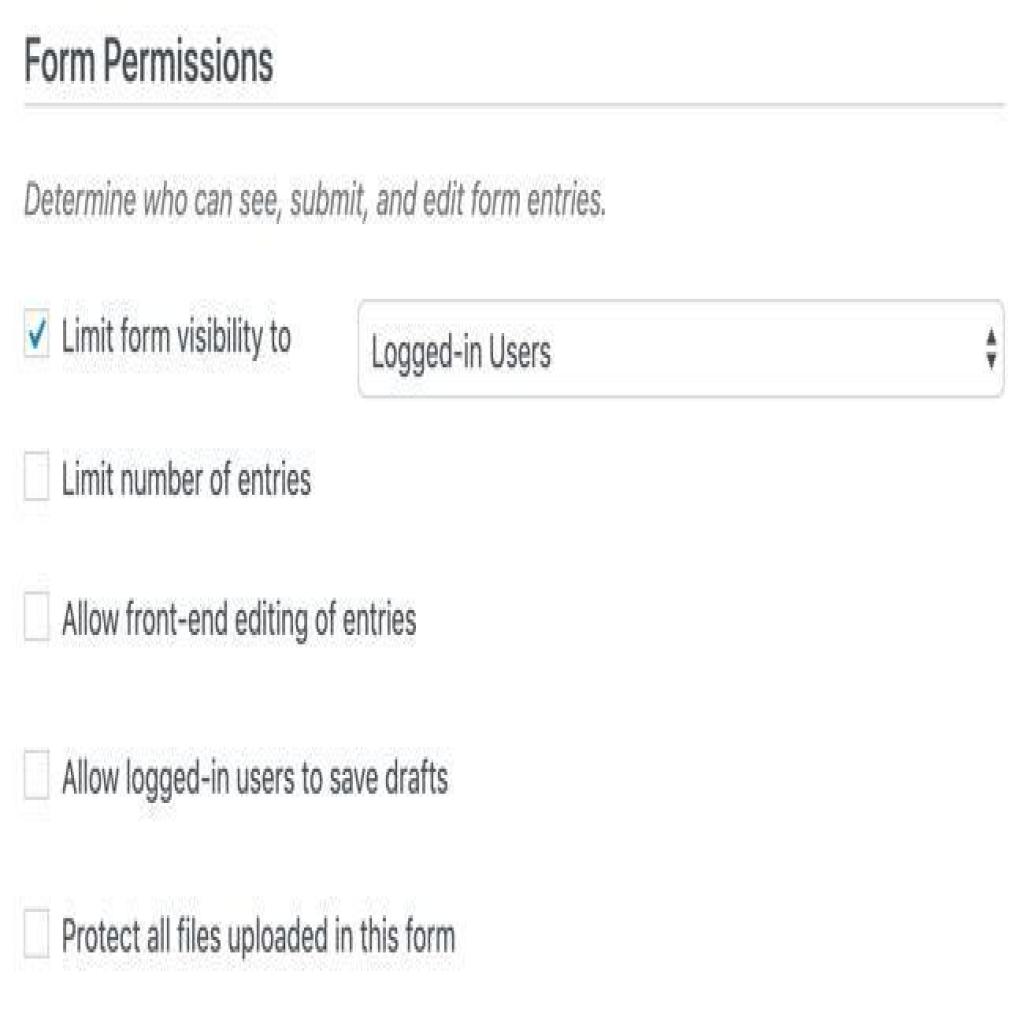 Form Permissions
Determine who can see, submit, and edit form entries.
Limit form visibility to Logged-in Users
Limit number of entries
Allow front-end editing of entries
Allow logged-in users to save drafts
Protect all files uploaded in this form